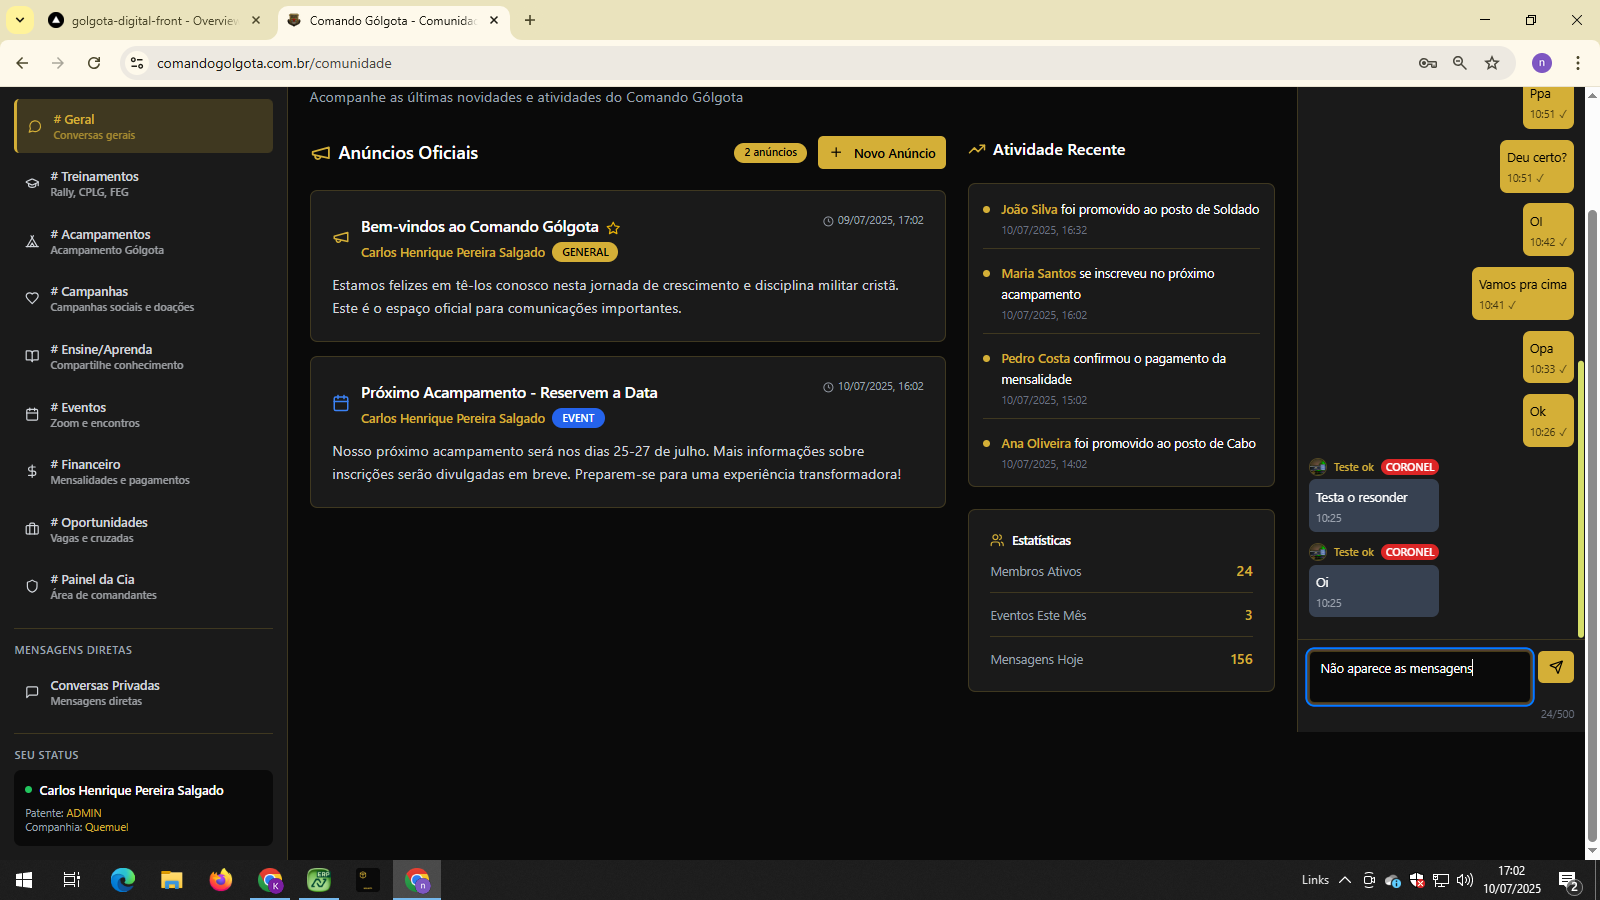 golgota-digital-front - Overview
Comando Gólgota - Comunidad
comandogolgota.com.br/comunidade
n
# Geral
Conversas gerais
# Treinamentos
Rally, CPLG, FEG
# Acampamentos
Acampamento Gólgota
# Campanhas
Campanhas sociais e doações
# Ensine/Aprenda
Compartilhe conhecimento
# Eventos
Zoom e encontros
# Financeiro
Mensalidades e pagamentos
# Oportunidades
Vagas e cruzadas
# Painel da Cia
Área de comandantes
MENSAGENS DIRETAS
Conversas Privadas
Mensagens diretas
SEU STATUS
Carlos Henrique Pereira Salgado
Patente: ADMIN
Companhia: Quemuel
Acompanhe as últimas novidades e atividades do Comando Gólgota
Anúncios Oficiais
2 anúncios
+ Novo Anúncio
Bem-vindos ao Comando Gólgota
09/07/2025, 17:02
Carlos Henrique Pereira Salgado GENERAL
Estamos felizes em tê-los conosco nesta jornada de crescimento e disciplina militar cristã.
Este é o espaço oficial para comunicações importantes.
Próximo Acampamento - Reservem a Data
10/07/2025, 16:02
Carlos Henrique Pereira Salgado EVENT
Nosso próximo acampamento será nos dias 25-27 de julho. Mais informações sobre
inscrições serão divulgadas em breve. Preparem-se para uma experiência transformadora!
Atividade Recente
João Silva foi promovido ao posto de Soldado
10/07/2025, 16:32
Maria Santos se inscreveu no próximo
acampamento
10/07/2025, 16:02
Pedro Costa confirmou o pagamento da
mensalidade
10/07/2025, 15:02
Ana Oliveira foi promovido ao posto de Cabo
10/07/2025, 14:02
Estatísticas
Membros Ativos 24
Eventos Este Mês 3
Mensagens Hoje 156
Ppa
10:51 ✓
Deu certo?
10:51 ✓
OI
10:42 ✓
Vamos pra cima
10:41 ✓
Opa
10:33 ✓
Ok
10:26 ✓
Teste ok CORONEL
Testa o resonder
10:25
Teste ok CORONEL
Oi
10:25
Não aparece as mensagens
24/500
K
ERP
n
Links
17:02
10/07/2025
2